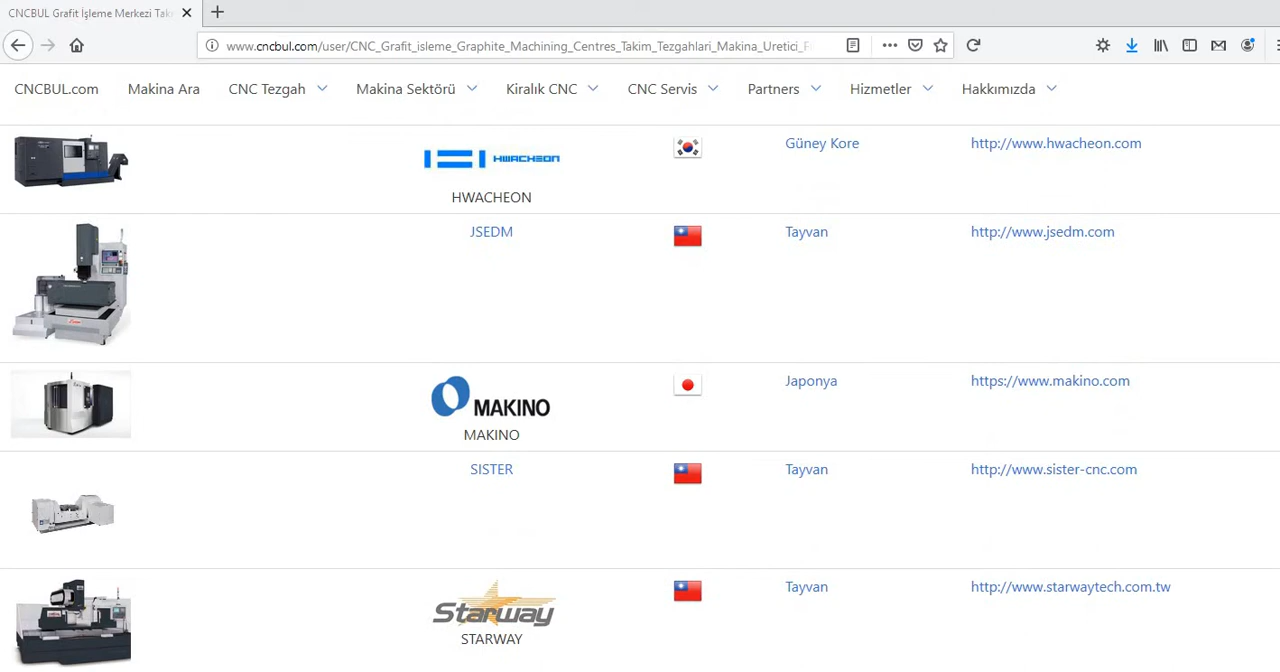 CNCBUL Grafit İşleme Merkezi Takı
www.cncbul.com/user/CNC_Grafit_isleme_Graphite_Machining_Centres_Takim_Tezgahlari_Makina_Uretici_F
CNCBUL.com Makina Ara CNC Tezgah Makina Sektörü Kiralık CNC CNC Servis Partners Hizmetler Hakkımızda
HWACHEON Güney Kore http://www.hwacheon.com
HWACHEON
JSEDM Tayvan http://www.jsedm.com
MAKINO Japonya https://www.makino.com
MAKINO
SISTER Tayvan http://www.sister-cnc.com
Starway Tayvan http://www.starwaytech.com.tw
STARWAY